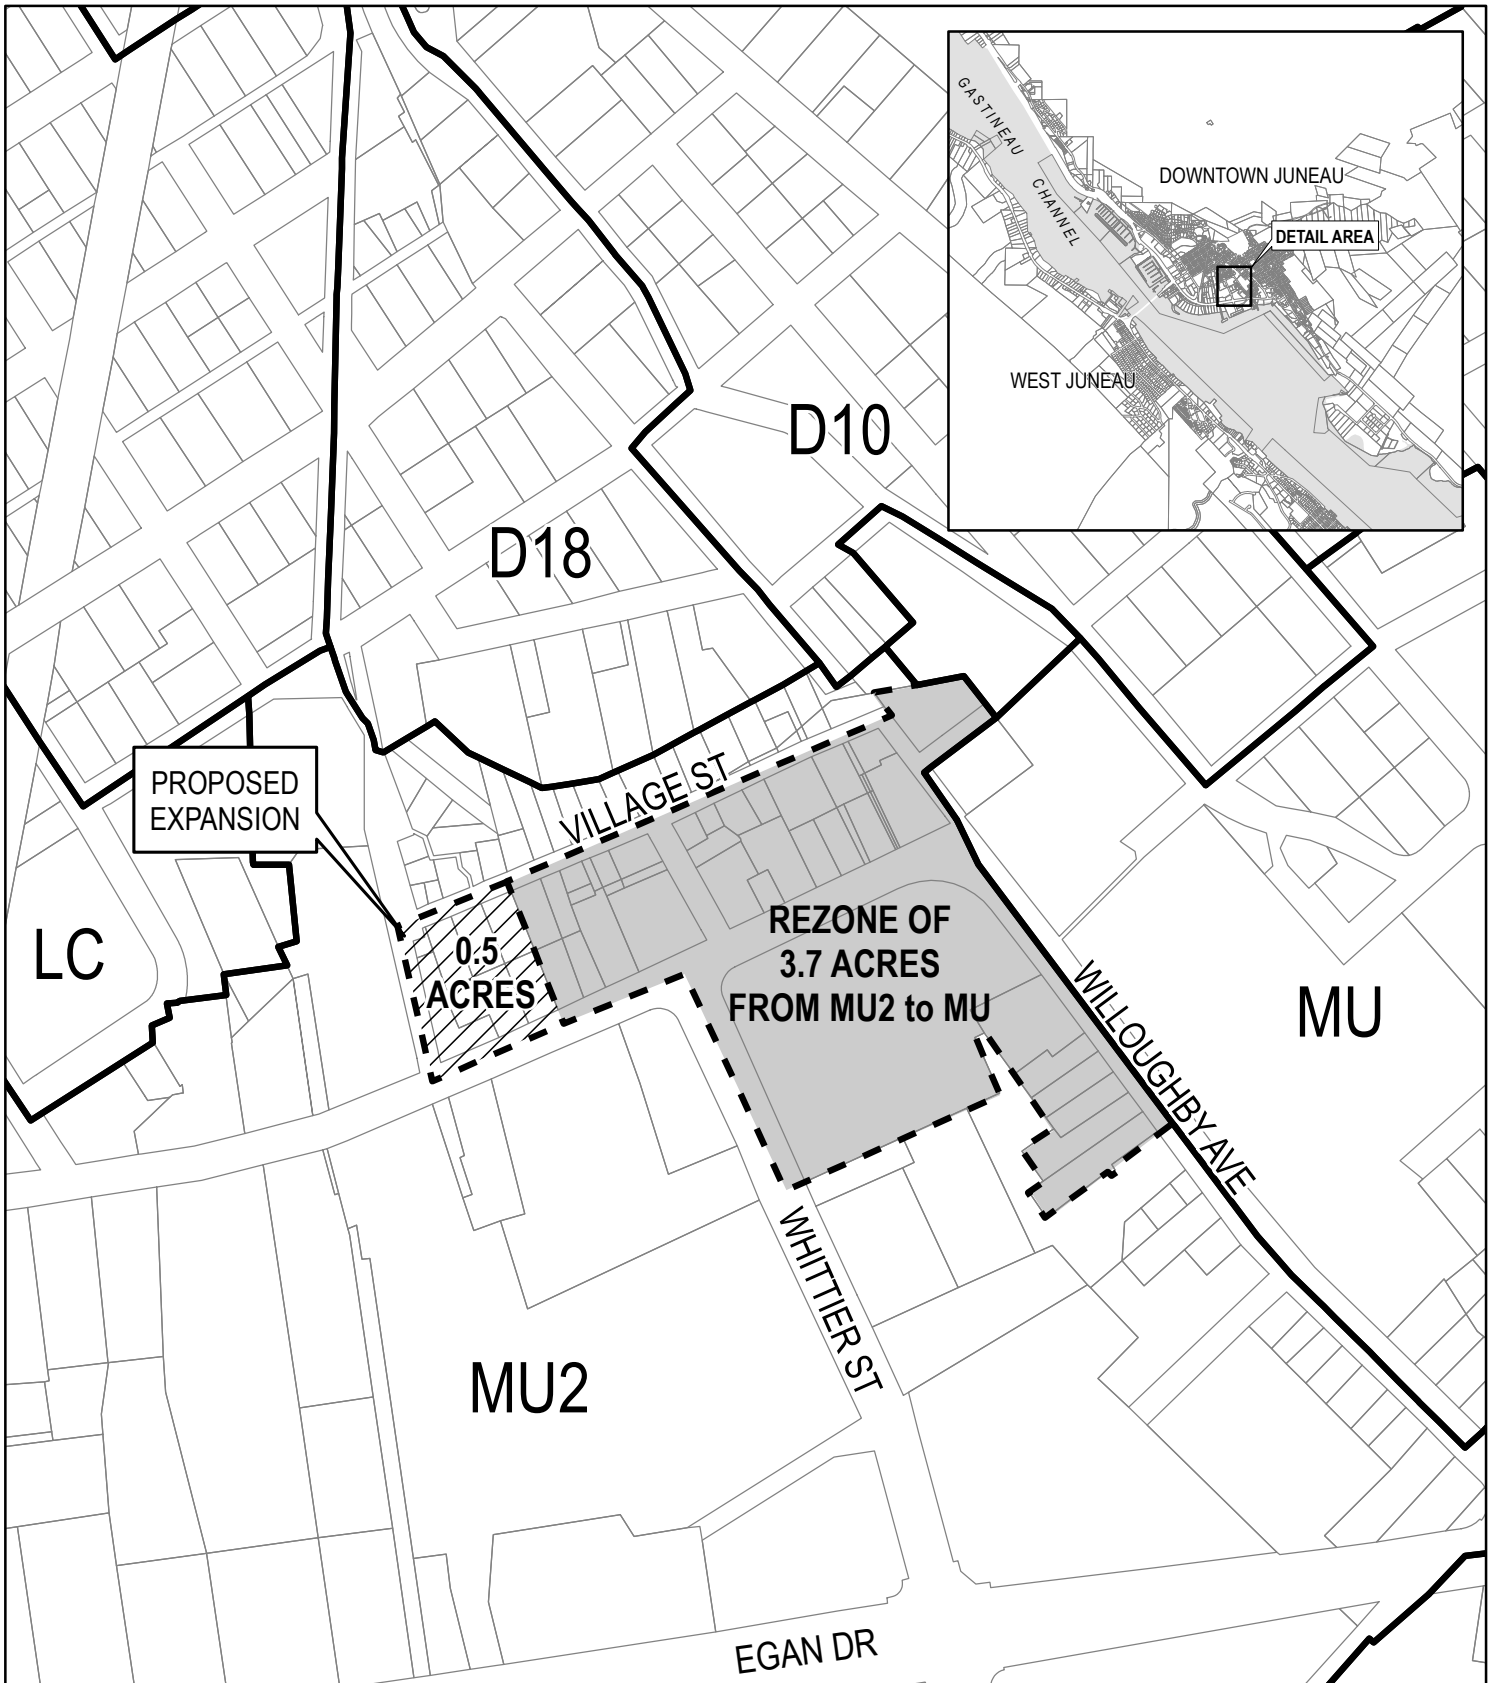 GASTINEAU
CHANNEL
DOWNTOWN JUNEAU
DETAIL AREA
WEST JUNEAU
D10
D18
PROPOSED
EXPANSION
VILLAGE ST
LC
0.5
ACRES
REZONE OF
3.7 ACRES
FROM MU2 to MU
WILLOUGHBY AVE
MU
WHITTIER ST
MU2
EGAN DR